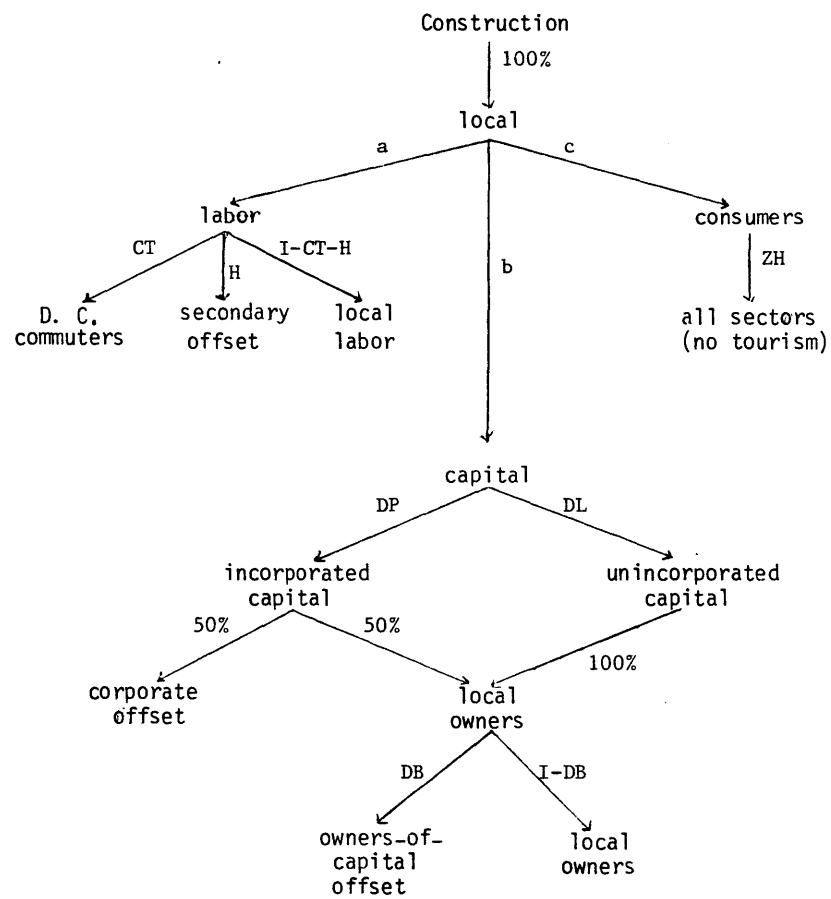 Construction
100%
local
a
c
labor
consumers
CT
H
I-CT-H
b
ZH
D. C.
commuters
secondary
offset
local
labor
all sectors
(no tourism)
capital
DP
DL
incorporated
capital
unincorporated
capital
50%
50%
100%
corporate
offset
local
owners
DB
I-DB
owners-of-
capital
offset
local
owners